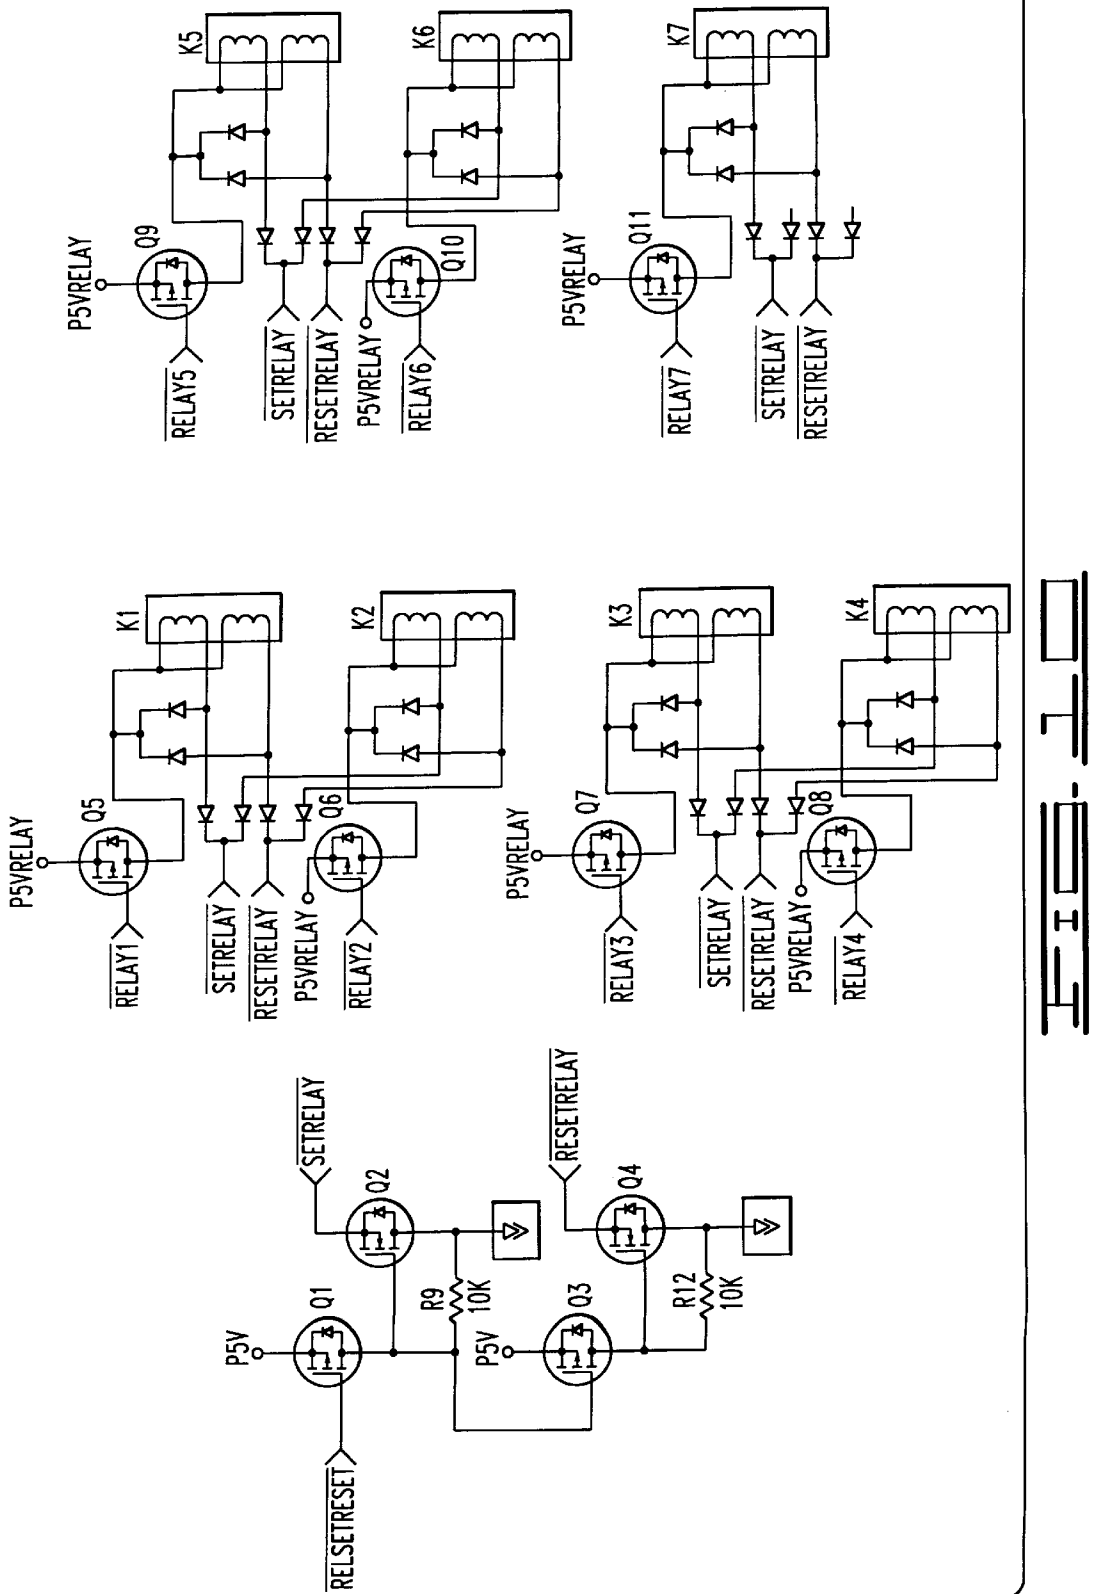 P5V
Q1
RELSETRESET
SETRELAY
Q2
R9
10K
P5V
Q3
RESETRELAY
Q4
R12
10K
P5VRELAY
Q5
K1
RELAY1
SETRELAY
RESETRELAY
P5VRELAY
Q6
K2
RELAY2
P5VRELAY
Q7
K3
RELAY3
SETRELAY
RESETRELAY
P5VRELAY
Q8
K4
RELAY4
P5VRELAY
Q9
K5
RELAY5
SETRELAY
RESETRELAY
P5VRELAY
Q10
K6
RELAY6
P5VRELAY
Q11
K7
RELAY7
SETRELAY
RESETRELAY